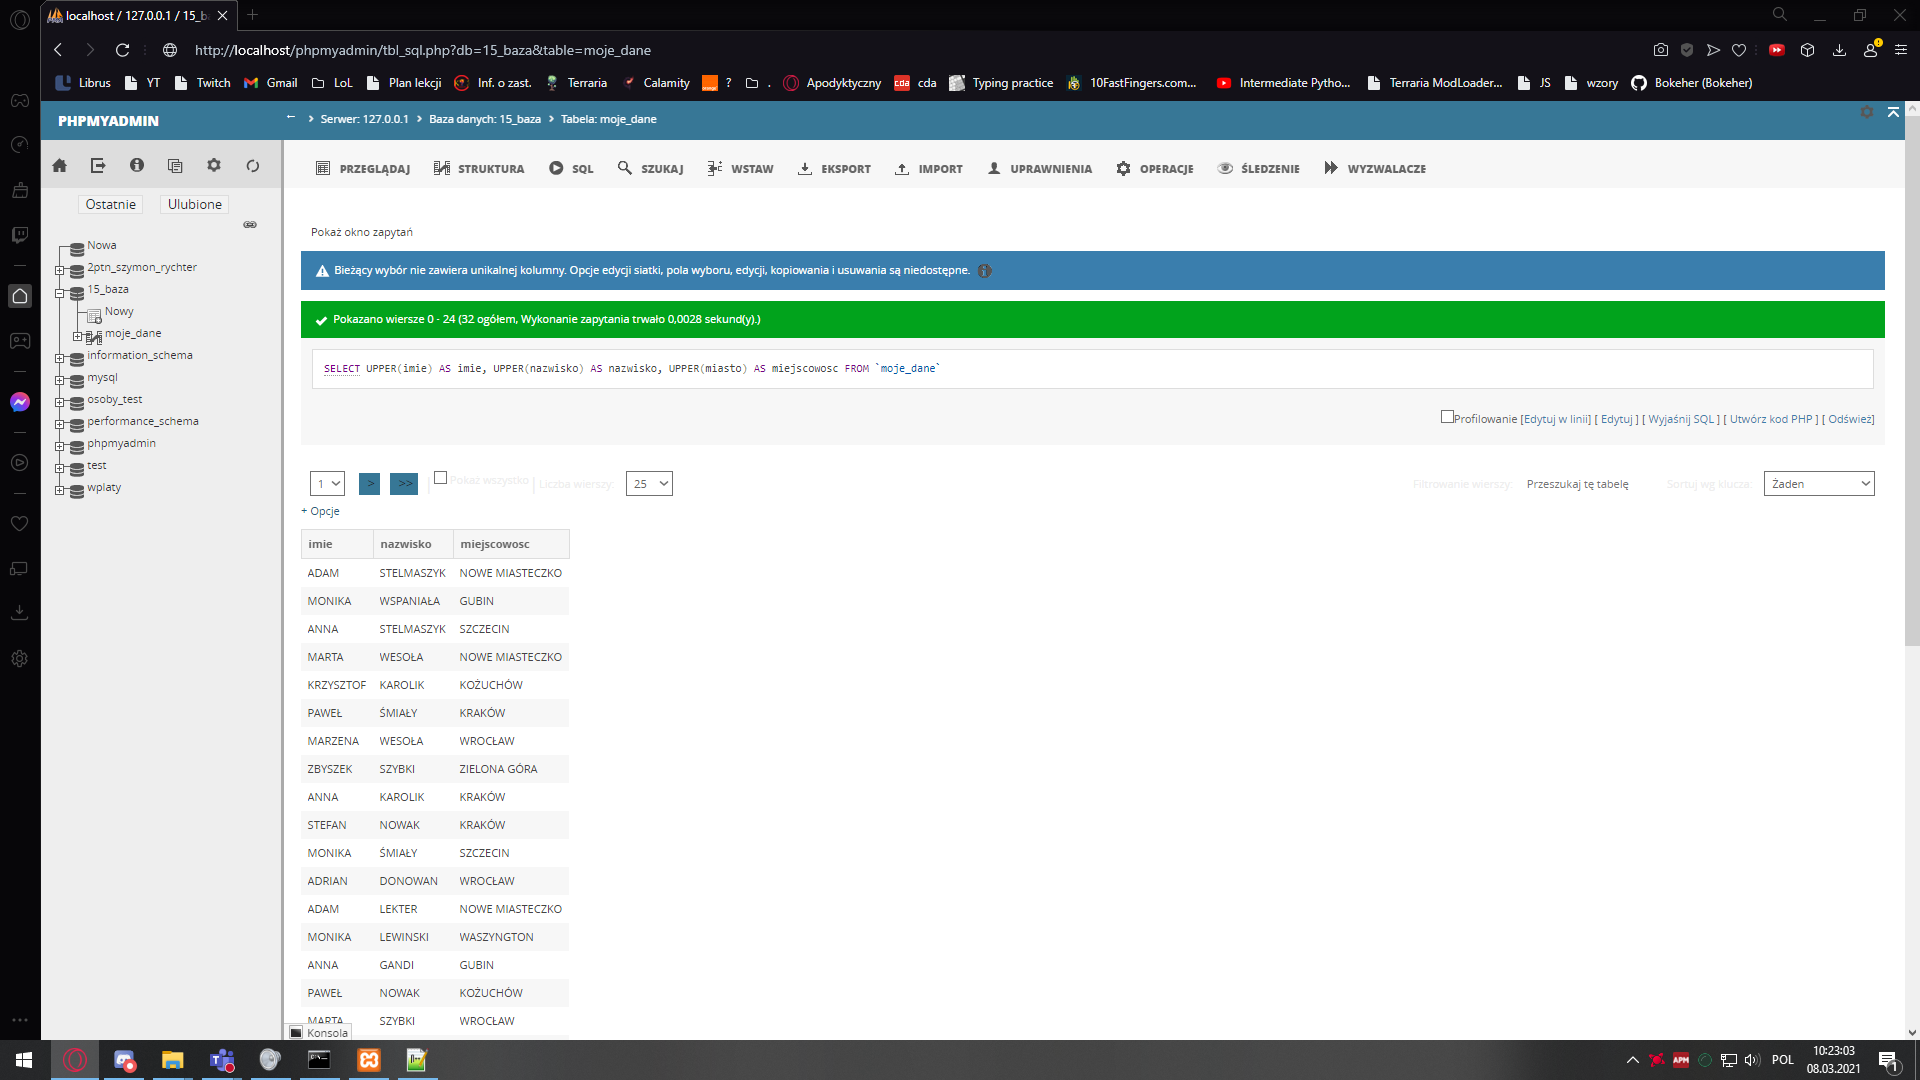 localhost / 127.0.0.1 / 15_b
http://localhost/phpmyadmin/tbl_sql.php?db=15_baza&table=moje_dane
Librus YT Twitch Gmail LoL Plan lekcji Inf. o zast. Terraria Calamity ? . Apodyktyczny cda Typing practice 10FastFingers.com... Intermediate Pytho... Terraria ModLoader... JS wzory Bokeher (Bokeher)
PHPMYADMIN
Serwer: 127.0.0.1 Baza danych: 15_baza Tabela: moje_dane
PRZEGLĄDAJ STRUKTURA SQL SZUKAJ WSTAW EKSPORT IMPORT UPRAWNIENIA OPERACJE ŚLEDZENIE WYZWALACZE
Ostatnie Ulubione
Nowa
2ptn_szymon_rychter
15_baza
Nowy
moje_dane
information_schema
mysql
osoby_test
performance_schema
phpmyadmin
test
wplaty
Pokaż okno zapytań
Bieżący wybór nie zawiera unikalnej kolumny. Opcje edycji siatki, pola wyboru, edycji, kopiowania i usuwania są niedostępne.
Pokazano wiersze 0 - 24 (32 ogółem, Wykonanie zapytania trwało 0,0028 sekund(y).)
SELECT UPPER(imie) AS imie, UPPER(nazwisko) AS nazwisko, UPPER(miasto) AS miejscowosc FROM `moje_dane`
Profilowanie [Edytuj w linii] [ Edytuj ] [ Wyjaśnij SQL ] [ Utwórz kod PHP ] [ Odśwież]
1 > >> Pokaż wszystko Liczba wierszy: 25 Filtrowanie wierszy: Przeszukaj tę tabelę Sortuj wg klucza: Żaden
+ Opcje
imie nazwisko miejscowosc
ADAM STELMASZYK NOWE MIASTECZKO
MONIKA WSPANIAŁA GUBIN
ANNA STELMASZYK SZCZECIN
MARTA WESOŁA NOWE MIASTECZKO
KRZYSZTOF KAROLIK KOŻUCHÓW
PAWEŁ ŚMIAŁY KRAKÓW
MARZENA WESOŁA WROCŁAW
ZBYSZEK SZYBKI ZIELONA GÓRA
ANNA KAROLIK KRAKÓW
STEFAN NOWAK KRAKÓW
MONIKA ŚMIAŁY SZCZECIN
ADRIAN DONOWAN WROCŁAW
ADAM LEKTER NOWE MIASTECZKO
MONIKA LEWINSKI WASZYNGTON
ANNA GANDI GUBIN
PAWEŁ NOWAK KOŻUCHÓW
MARTA SZYBKI WROCŁAW
Konsola
APM POL 10:23:03
08.03.2021
1